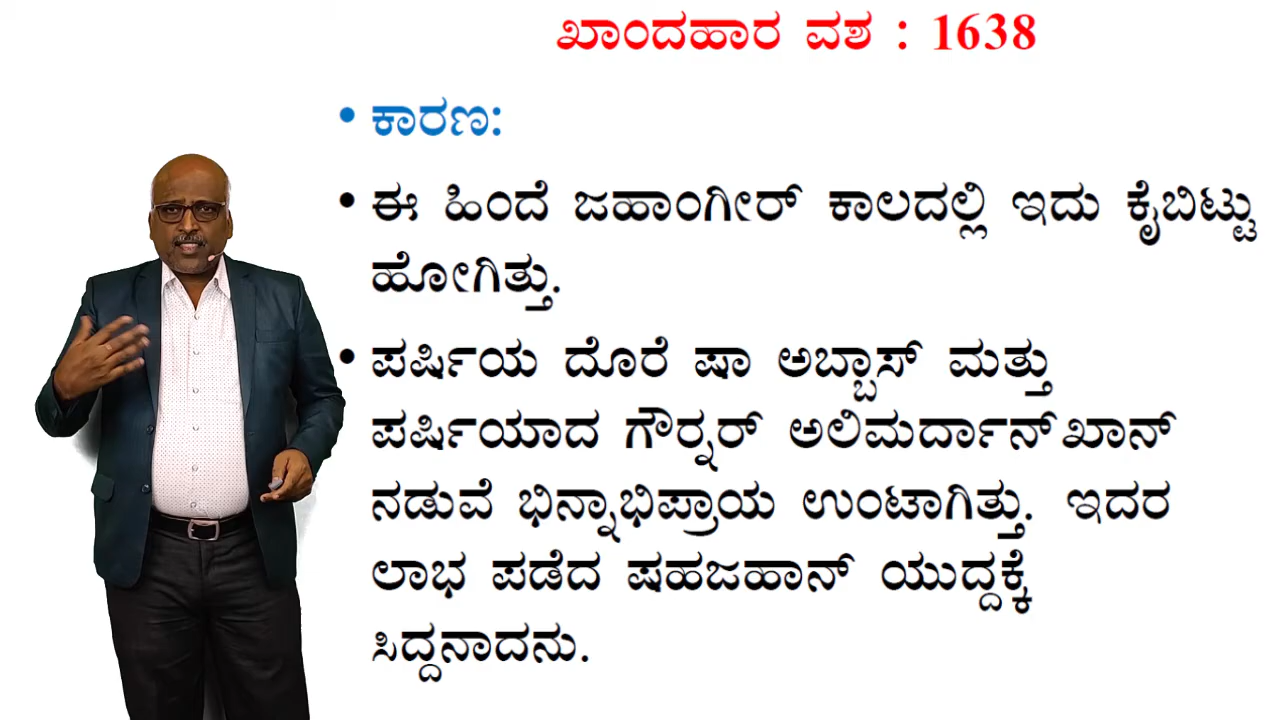 ಖಾಂದಹಾರ ವಶ : 1638
• ಕಾರಣ:
• ಈ ಹಿಂದೆ ಜಹಾಂಗೀರ್ ಕಾಲದಲ್ಲಿ ಇದು ಕೈಬಿಟ್ಟು
ಹೋಗಿತ್ತು.
• ಪರ್ಷಿಯ ದೊರೆ ಷಾ ಅಬ್ಬಾಸ್ ಮತ್ತು
ಪರ್ಷಿಯಾದ ಗೌರ‍್ನರ್ ಅಲಿಮರ್ದಾನ್‌ಖಾನ್
ನಡುವೆ ಭಿನ್ನಾಭಿಪ್ರಾಯ ಉಂಟಾಗಿತ್ತು. ಇದರ
ಲಾಭ ಪಡೆದ ಷಹಜಹಾನ್ ಯುದ್ದಕ್ಕೆ
ಸಿದ್ದನಾದನು.